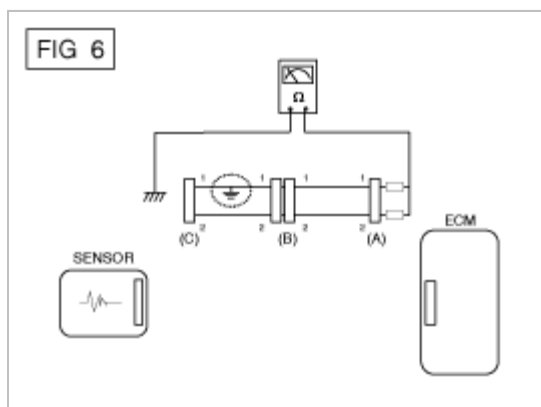 FIG 6
Ω
1 1 1 1
2 2 2 2
(C) (B) (A)
ECM
SENSOR